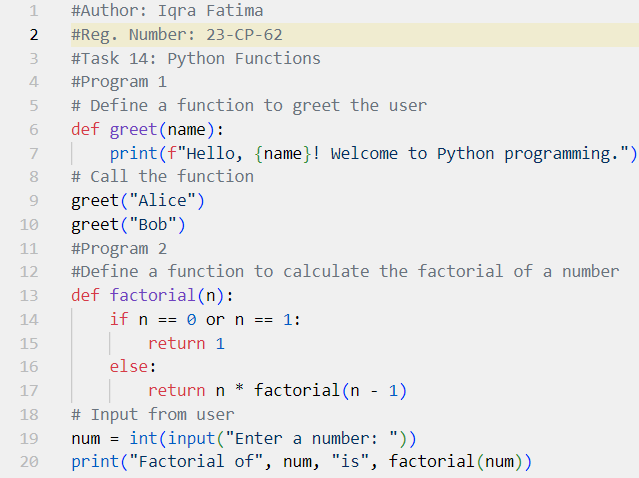 1 #Author: Iqra Fatima
2 #Reg. Number: 23-CP-62
3 #Task 14: Python Functions
4 #Program 1
5 # Define a function to greet the user
6 def greet(name):
7     print(f"Hello, {name}! Welcome to Python programming.")
8 # Call the function
9 greet("Alice")
10 greet("Bob")
11 #Program 2
12 #Define a function to calculate the factorial of a number
13 def factorial(n):
14     if n == 0 or n == 1:
15         return 1
16     else:
17         return n * factorial(n - 1)
18 # Input from user
19 num = int(input("Enter a number: "))
20 print("Factorial of", num, "is", factorial(num))